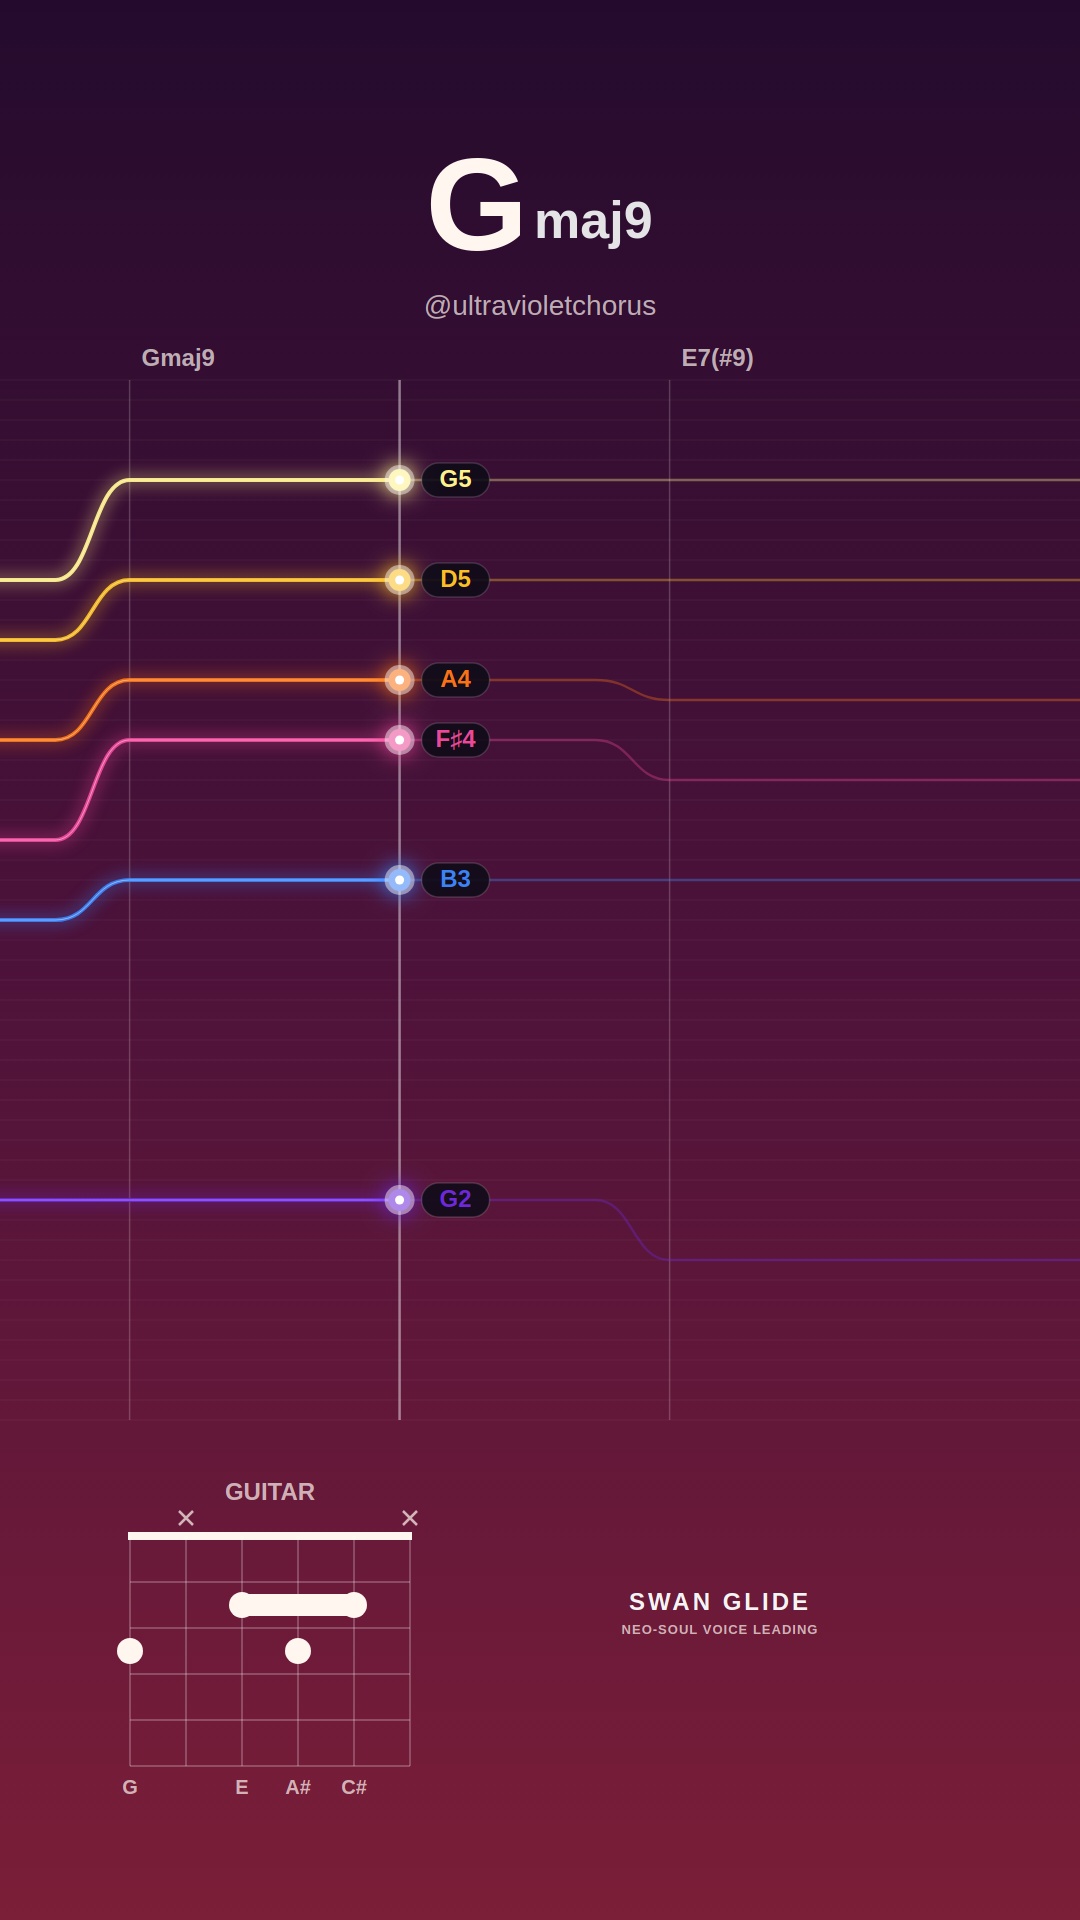 G maj9
@ultravioletchorus
Gmaj9 E7(#9)
G5
D5
A4
F♯4
B3
G2
GUITAR
× ×
SWAN GLIDE
NEO-SOUL VOICE LEADING
G E A# C#